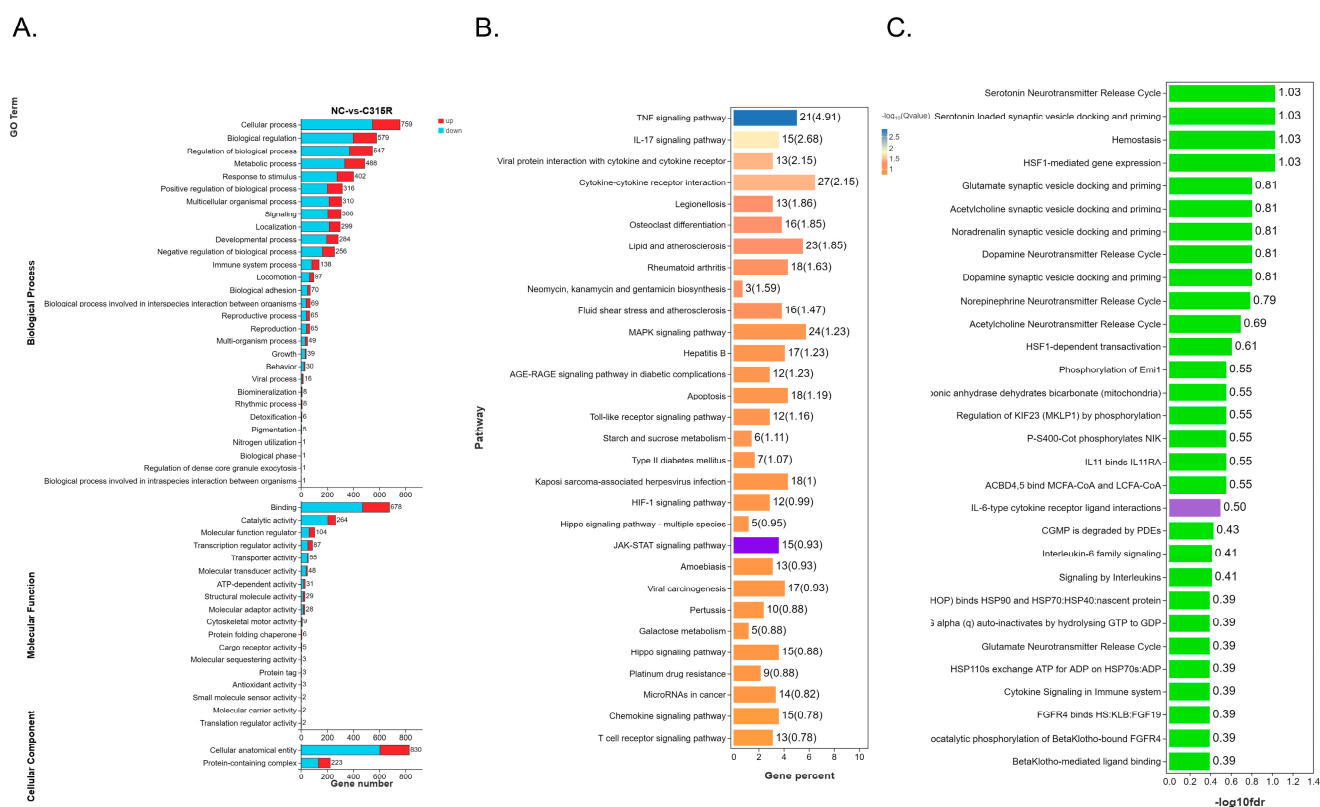 A.
B.
C.
GO Term
NC-vs-C315R
up
down
Biological Process
Cellular process 759
Biological regulation 579
Regulation of biological process 547
Metabolic process 488
Response to stimulus 402
Positive regulation of biological process 316
Multicellular organismal process 310
Signaling
Localization 299
Developmental process 284
Negative regulation of biological process 256
Immune system process 138
Locomotion 97
Biological adhesion 70
Biological process involved in interspecies interaction between organisms 69
Reproductive process 65
Reproduction 65
Multi-organism process 49
Growth 39
Behavior 30
Viral process 16
Biomineralization 8
Rhythmic process 8
Detoxification 6
Pigmentation 5
Nitrogen utilization 1
Biological phase 1
Regulation of dense core granule exocytosis 1
Biological process involved in intraspecies interaction between organisms 1
0 200 400 600 800
Molecular Function
Binding 678
Catalytic activity 264
Molecular function regulator 104
Transcription regulator activity 87
Transporter activity 55
Molecular transducer activity 48
ATP-dependent activity 31
Structural molecule activity 29
Molecular adaptor activity 28
Cytoskeletal motor activity 9
Protein folding chaperone 6
Cargo receptor activity 5
Molecular sequestering activity 3
Protein tag 3
Antioxidant activity 3
Small molecule sensor activity 2
Molecular carrier activity 2
Translation regulator activity 2
0 200 400 600 800
Cellular Component
Cellular anatomical entity 830
Protein-containing complex 223
0 200 400 600 800
Gene number
Pathway
TNF signaling pathway 21(4.91)
IL-17 signaling pathway 15(2.68)
Viral protein interaction with cytokine and cytokine receptor 13(2.15)
Cytokine-cytokine receptor interaction 27(2.15)
Legionellosis 13(1.86)
Osteoclast differentiation 16(1.85)
Lipid and atherosclerosis 23(1.85)
Rheumatoid arthritis 18(1.63)
Neomycin, kanamycin and gentamicin biosynthesis 3(1.59)
Fluid shear stress and atherosclerosis 16(1.47)
MAPK signaling pathway 24(1.23)
Hepatitis B 17(1.23)
AGE-RAGE signaling pathway in diabetic complications 12(1.23)
Apoptosis 18(1.19)
Toll-like receptor signaling pathway 12(1.16)
Starch and sucrose metabolism 6(1.11)
Type II diabetes mellitus 7(1.07)
Kaposi sarcoma-associated herpesvirus infection 18(1)
HIF-1 signaling pathway 12(0.99)
Hippo signaling pathway - multiple species 5(0.95)
JAK-STAT signaling pathway 15(0.93)
Amoebiasis 13(0.93)
Viral carcinogenesis 17(0.93)
Pertussis 10(0.88)
Galactose metabolism 5(0.88)
Hippo signaling pathway 15(0.88)
Platinum drug resistance 9(0.88)
MicroRNAs in cancer 14(0.82)
Chemokine signaling pathway 15(0.78)
T cell receptor signaling pathway 13(0.78)
0 2 4 6 8 10
Gene percent
-log10(Qvalue)
2.5
2
1.5
1
Serotonin Neurotransmitter Release Cycle 1.03
Serotonin loaded synaptic vesicle docking and priming 1.03
Hemostasis 1.03
HSF1-mediated gene expression 1.03
Glutamate synaptic vesicle docking and priming 0.81
Acetylcholine synaptic vesicle docking and priming 0.81
Noradrenalin synaptic vesicle docking and priming 0.81
Dopamine Neurotransmitter Release Cycle 0.81
Dopamine synaptic vesicle docking and priming 0.81
Norepinephrine Neurotransmitter Release Cycle 0.79
Acetylcholine Neurotransmitter Release Cycle 0.69
HSF1-dependent transactivation 0.61
Phosphorylation of Emi1 0.55
onic anhydrase dehydrates bicarbonate (mitochondria) 0.55
Regulation of KIF23 (MKLP1) by phosphorylation 0.55
P-S400-Cot phosphorylates NIK 0.55
IL11 binds IL11RA 0.55
ACBD4,5 bind MCFA-CoA and LCFA-CoA 0.55
IL-6-type cytokine receptor ligand interactions 0.50
CGMP is degraded by PDEs 0.43
Interleukin-6 family signaling 0.41
Signaling by Interleukins 0.41
HOP) binds HSP90 and HSP70:HSP40:nascent protein 0.39
alpha (q) auto-inactivates by hydrolysing GTP to GDP 0.39
Glutamate Neurotransmitter Release Cycle 0.39
HSP110s exchange ATP for ADP on HSP70s:ADP 0.39
Cytokine Signaling in Immune system 0.39
FGFR4 binds HS:KLB:FGF19 0.39
ocatalytic phosphorylation of BetaKlotho-bound FGFR4 0.39
BetaKlotho-mediated ligand binding 0.39
0.0 0.2 0.4 0.6 0.8 1.0 1.2 1.4
-log10fdr